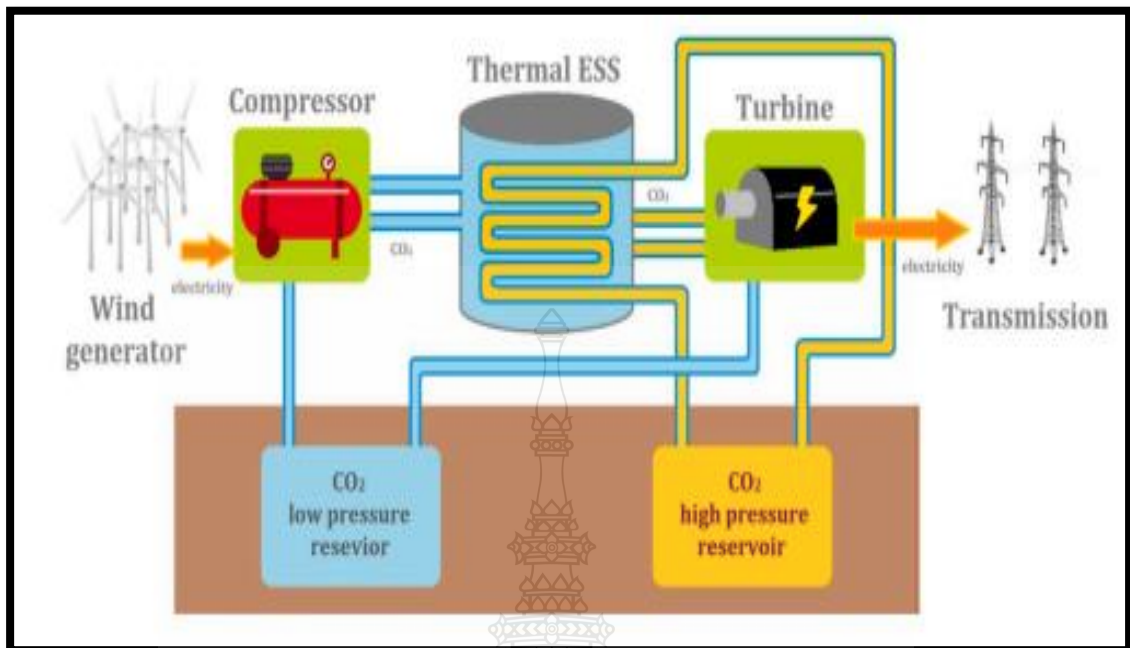 Thermal ESS
Compressor
Turbine
CO₂
CO₂
electricity
electricity
Wind
generator
Transmission
CO₂
low pressure
resevior
CO₂
high pressure
reservoir